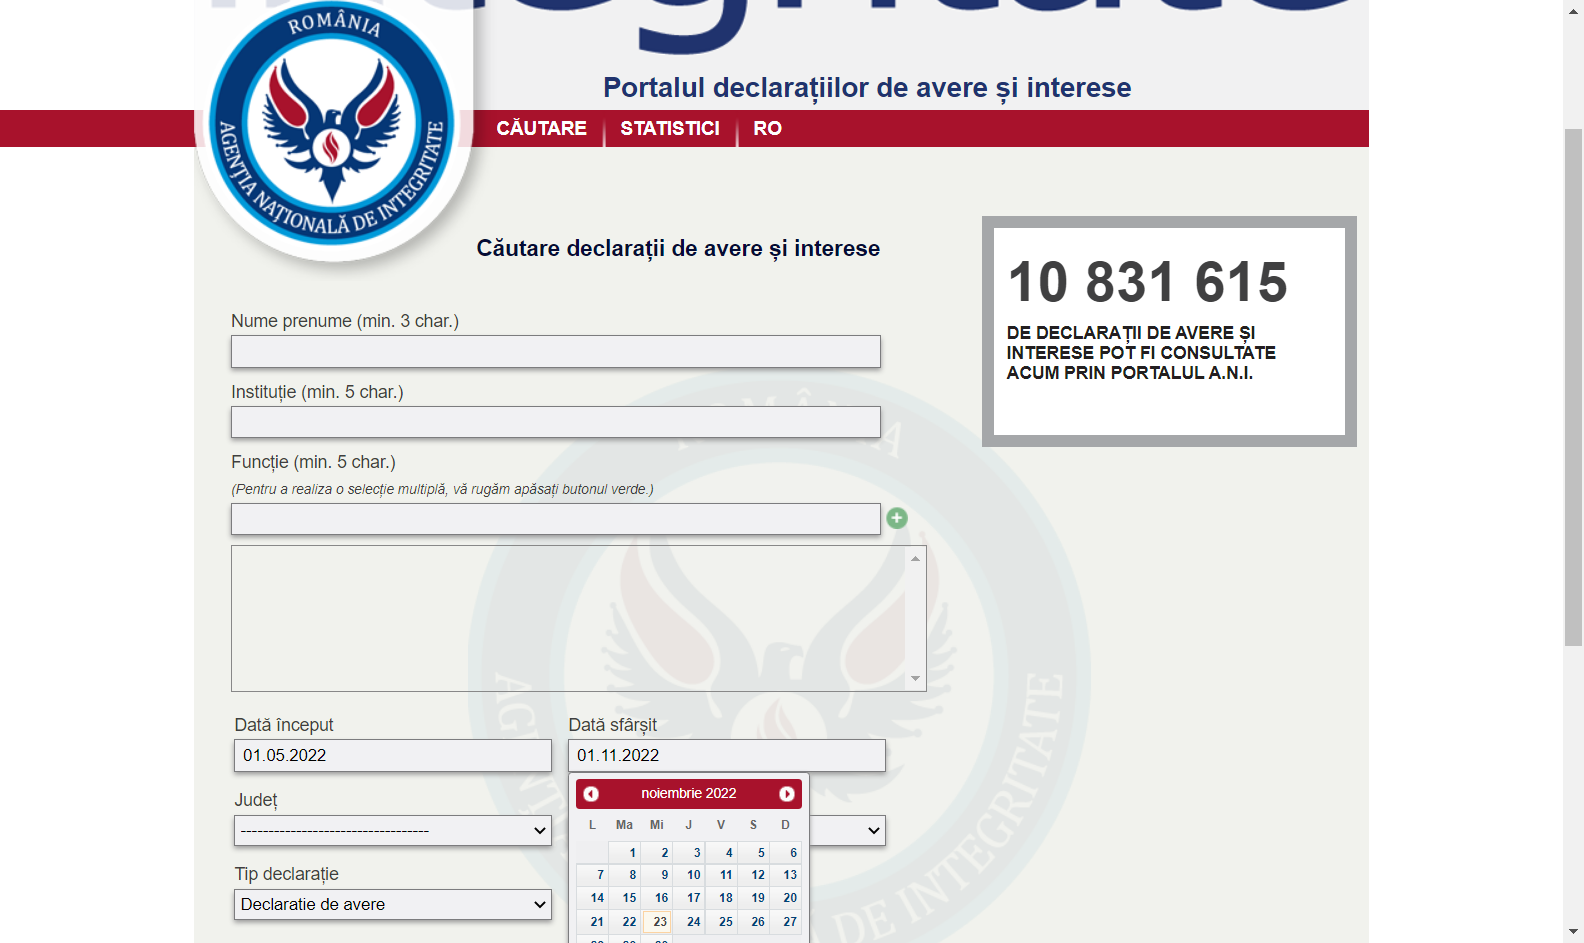 ROMÂNIA
AGENȚIA NAȚIONALĂ DE INTEGRITATE
Portalul declarațiilor de avere și interese
CĂUTARE STATISTICI RO
Căutare declarații de avere și interese
10 831 615
DE DECLARAȚII DE AVERE ȘI
INTERESE POT FI CONSULTATE
ACUM PRIN PORTALUL A.N.I.
Nume prenume (min. 3 char.)
Instituție (min. 5 char.)
Funcție (min. 5 char.)
(Pentru a realiza o selecție multiplă, vă rugăm apăsați butonul verde.)
Dată început Dată sfârșit
01.05.2022 01.11.2022
noiembrie 2022
Județ
----------------------------------
L Ma Mi J V S D
1 2 3 4 5 6
7 8 9 10 11 12 13
14 15 16 17 18 19 20
21 22 23 24 25 26 27
Tip declarație
Declaratie de avere